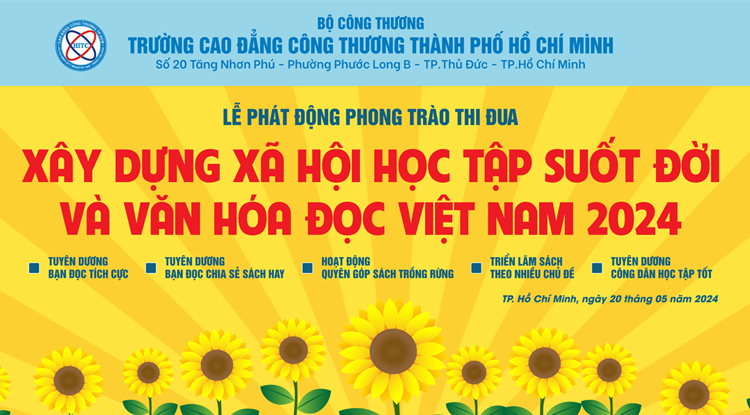 HITC
BỘ CÔNG THƯƠNG
TRƯỜNG CAO ĐẲNG CÔNG THƯƠNG THÀNH PHỐ HỒ CHÍ MINH
Số 20 Tăng Nhơn Phú - Phường Phước Long B - TP.Thủ Đức - TP.Hồ Chí Minh
LỄ PHÁT ĐỘNG PHONG TRÀO THI ĐUA
XÂY DỰNG XÃ HỘI HỌC TẬP SUỐT ĐỜI
VÀ VĂN HÓA ĐỌC VIỆT NAM 2024
TUYÊN DƯƠNG
BẠN ĐỌC TÍCH CỰC
TUYÊN DƯƠNG
BẠN ĐỌC CHIA SẺ SÁCH HAY
HOẠT ĐỘNG
QUYÊN GÓP SÁCH TRỒNG RỪNG
TRIỂN LÃM SÁCH
THEO NHIỀU CHỦ ĐỀ
TUYÊN DƯƠNG
CÔNG DÂN HỌC TẬP TỐT
TP. Hồ Chí Minh, ngày 20 tháng 05 năm 2024